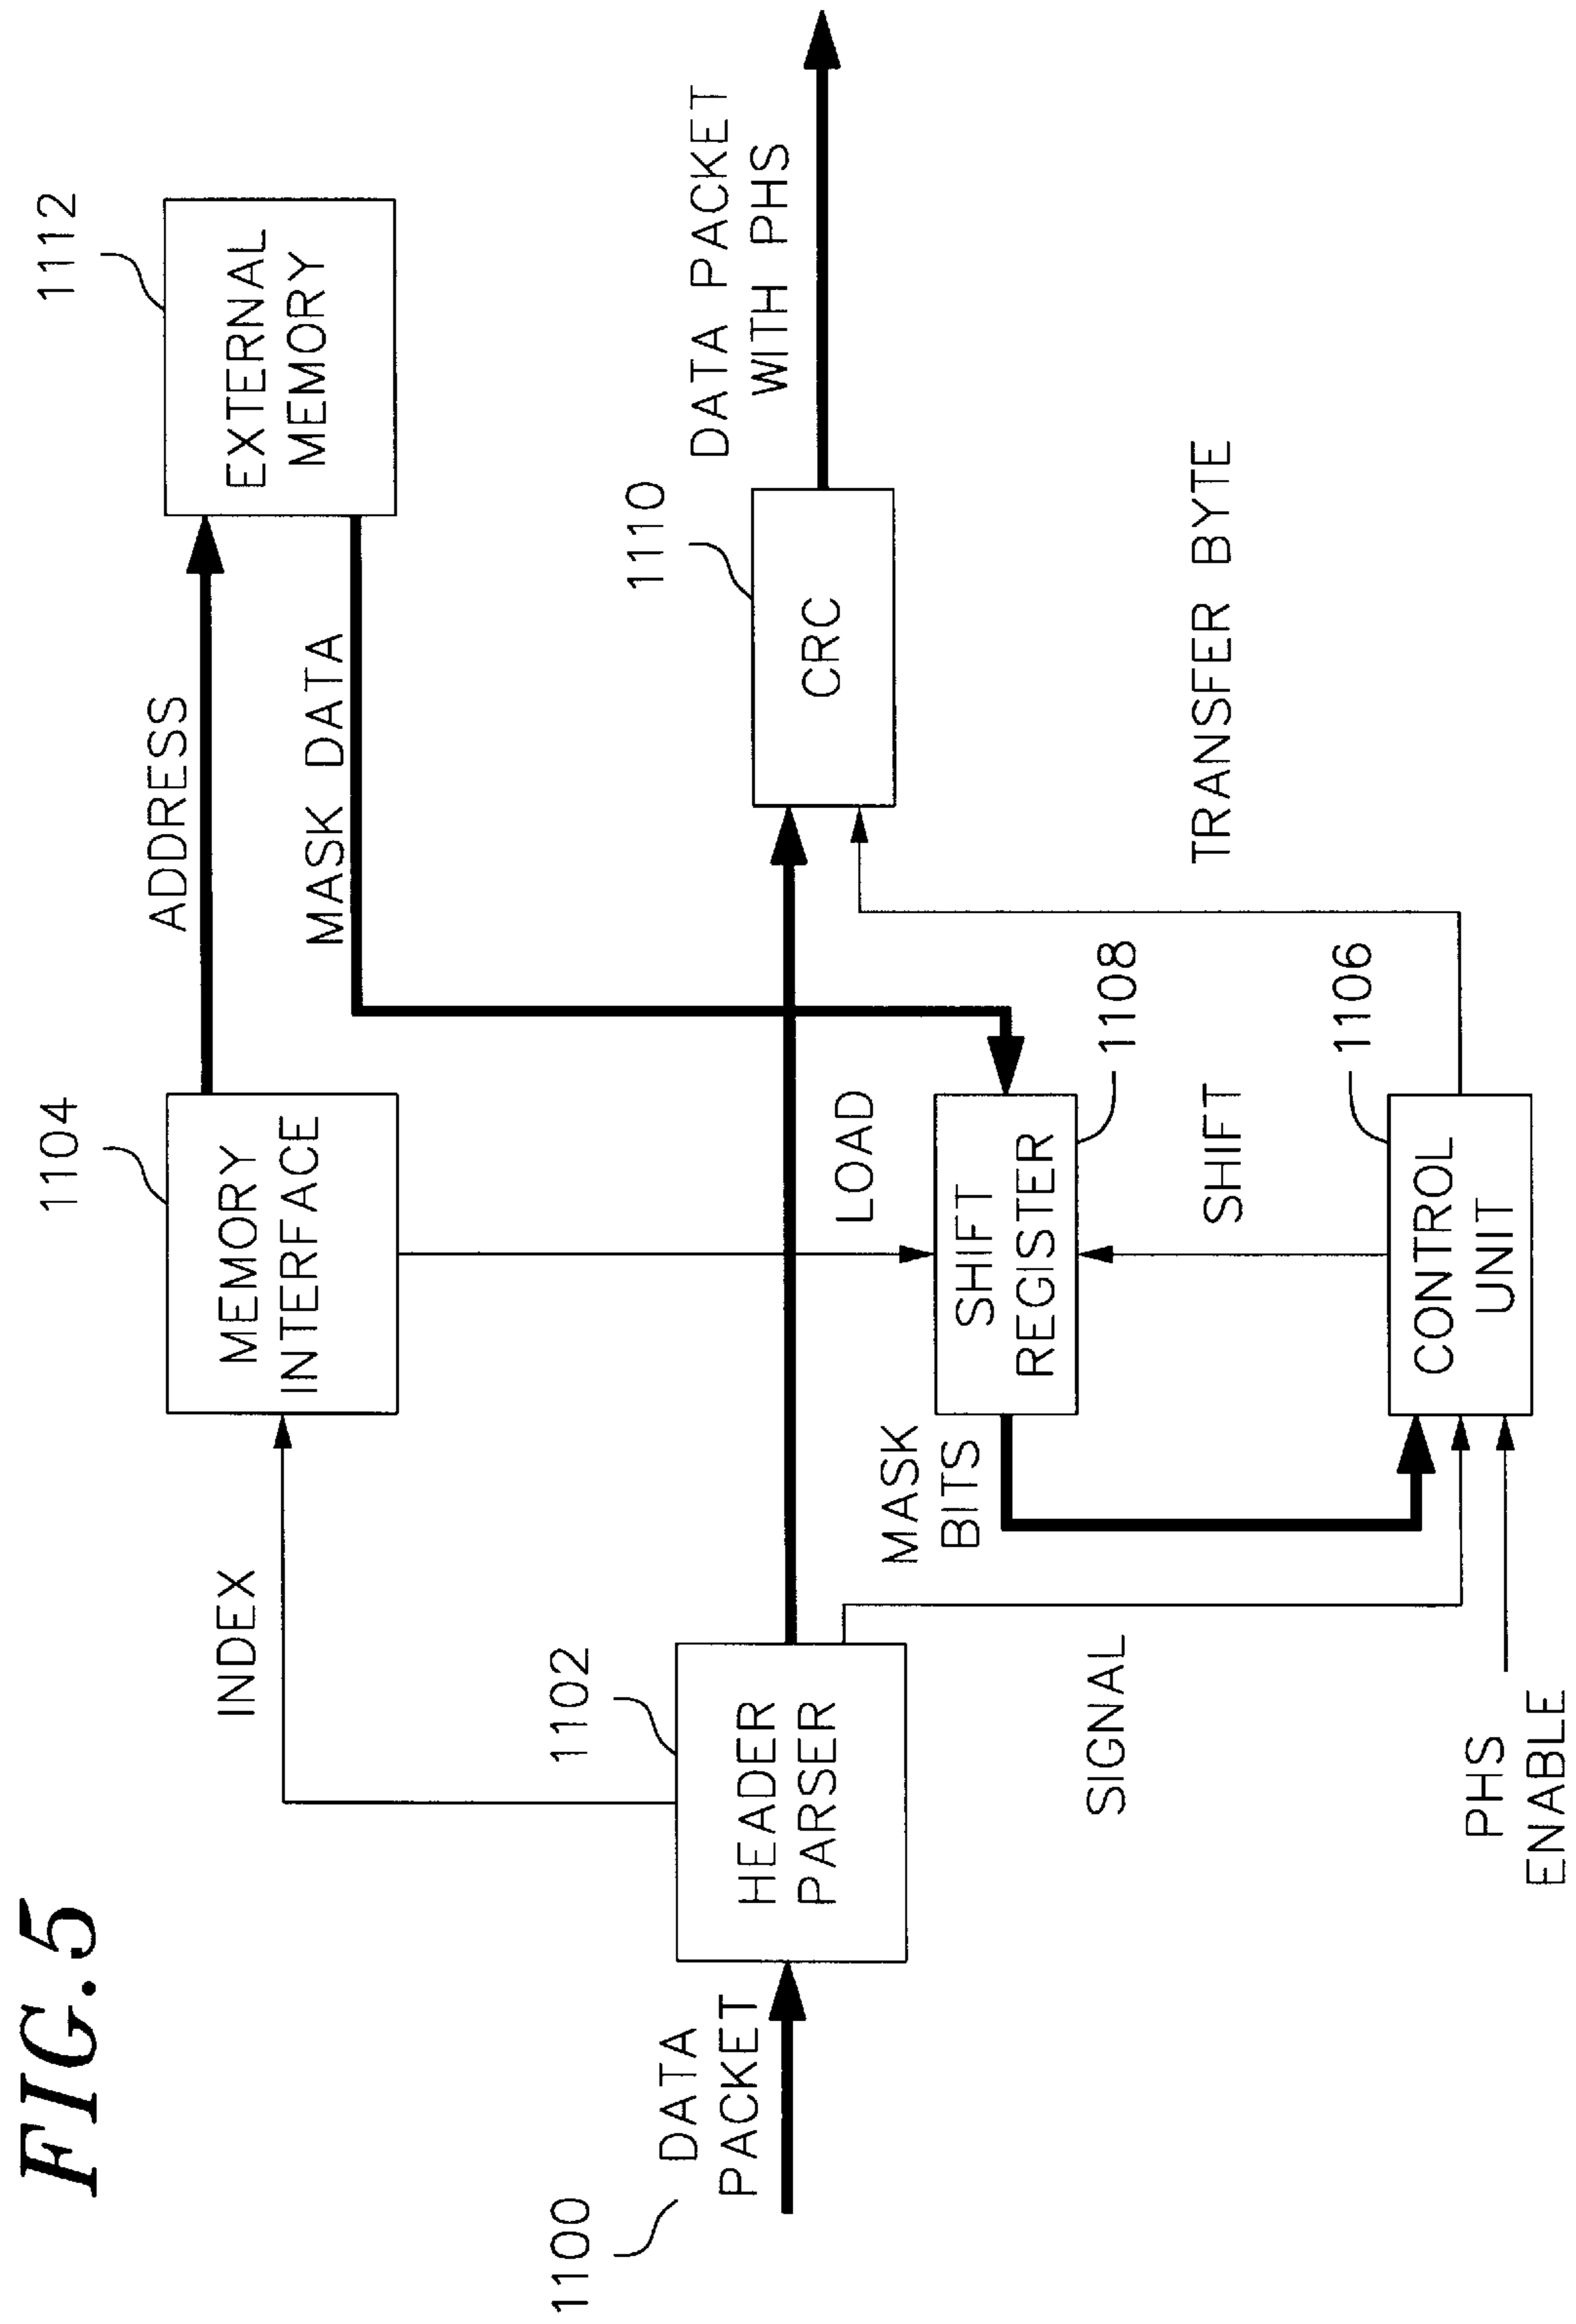 FIG.5
1100
DATA
PACKET
1102
HEADER
PARSER
INDEX
1104
MEMORY
INTERFACE
ADDRESS
1112
EXTERNAL
MEMORY
MASK DATA
LOAD
1108
SHIFT
REGISTER
MASK
BITS
SHIFT
1106
CONTROL
UNIT
SIGNAL
PHS
ENABLE
TRANSFER BYTE
1110
CRC
DATA PACKET
WITH PHS